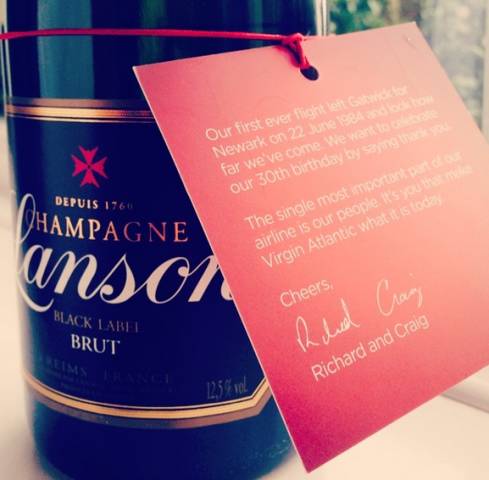 DEPUIS 1760
CHAMPAGNE
Lanson
BLACK LABEL
BRUT
REIMS FRANCE
12,5% vol
Our first ever flight left Gatwick for
Newark on 22 June 1984 and look how
far we've come. We want to celebrate
our 30th birthday by saying thank you.
The single most important part of our
airline is our people. It's you that make
Virgin Atlantic what it is today.
Cheers,
Richard Craig
Richard and Craig